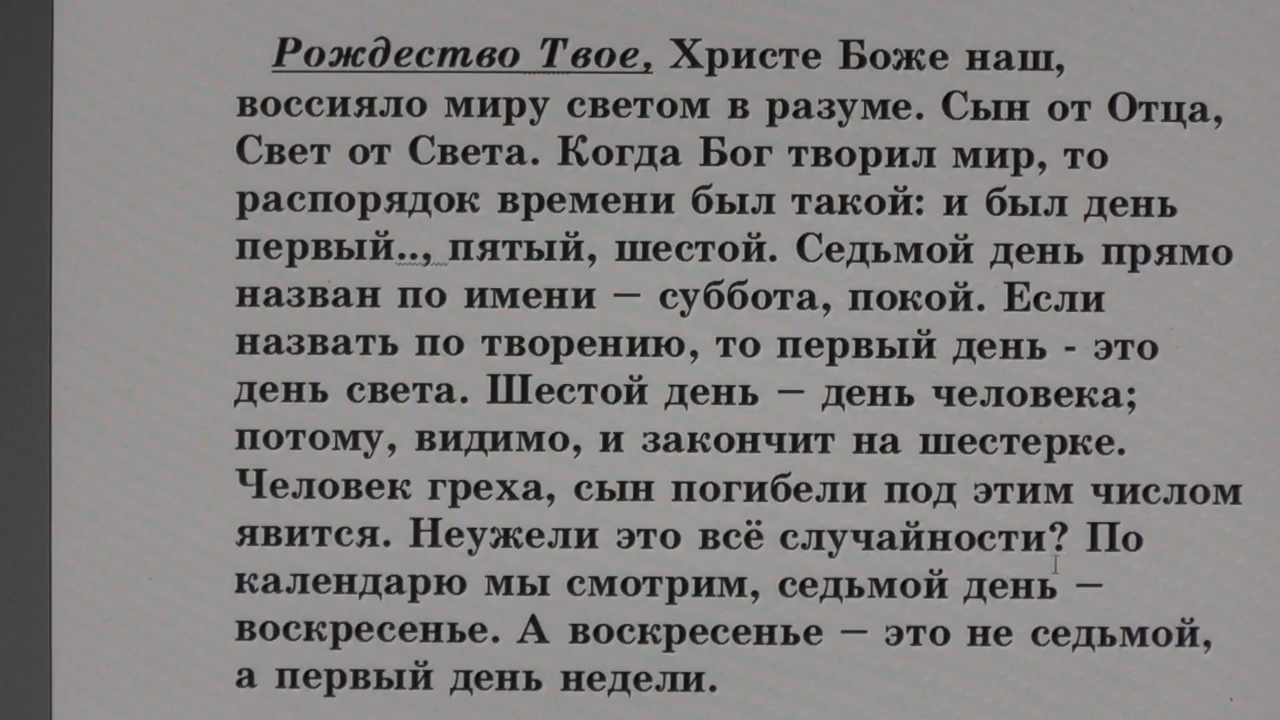 Рождество Твое, Христе Боже наш,
воссияло миру светом в разуме. Сын от Отца,
Свет от Света. Когда Бог творил мир, то
распорядок времени был такой: и был день
первый.., пятый, шестой. Седьмой день прямо
назван по имени – суббота, покой. Если
назвать по творению, то первый день - это
день света. Шестой день – день человека;
потому, видимо, и закончит на шестерке.
Человек греха, сын погибели под этим числом
явится. Неужели это всё случайности? По
календарю мы смотрим, седьмой день –
воскресенье. А воскресенье – это не седьмой,
а первый день недели.